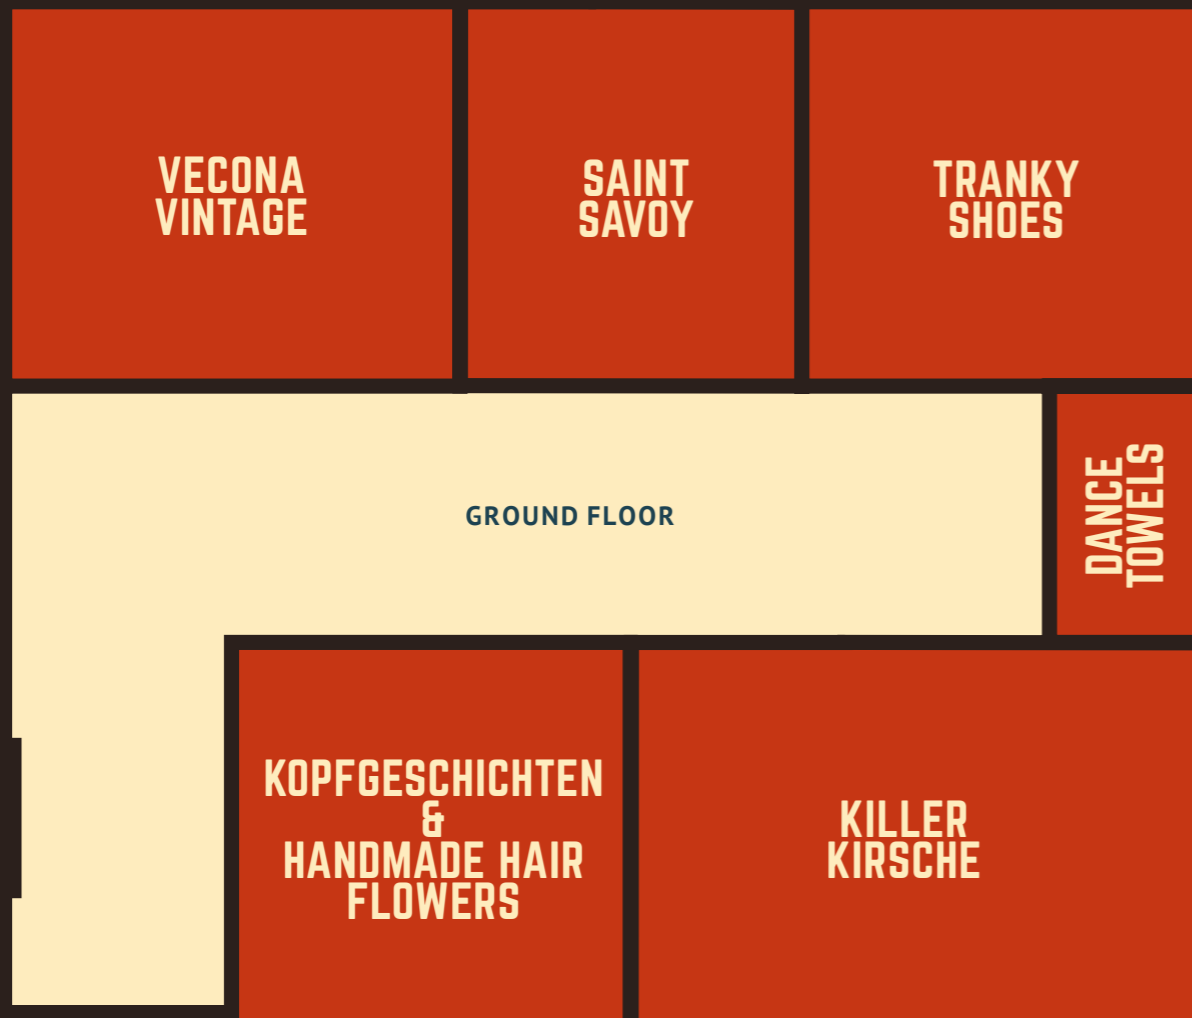 VECONA
VINTAGE
SAINT
SAVOY
TRANKY
SHOES
GROUND FLOOR
DANCE
TOWELS
KOPFGESCHICHTEN
&
HANDMADE HAIR
FLOWERS
KILLER
KIRSCHE